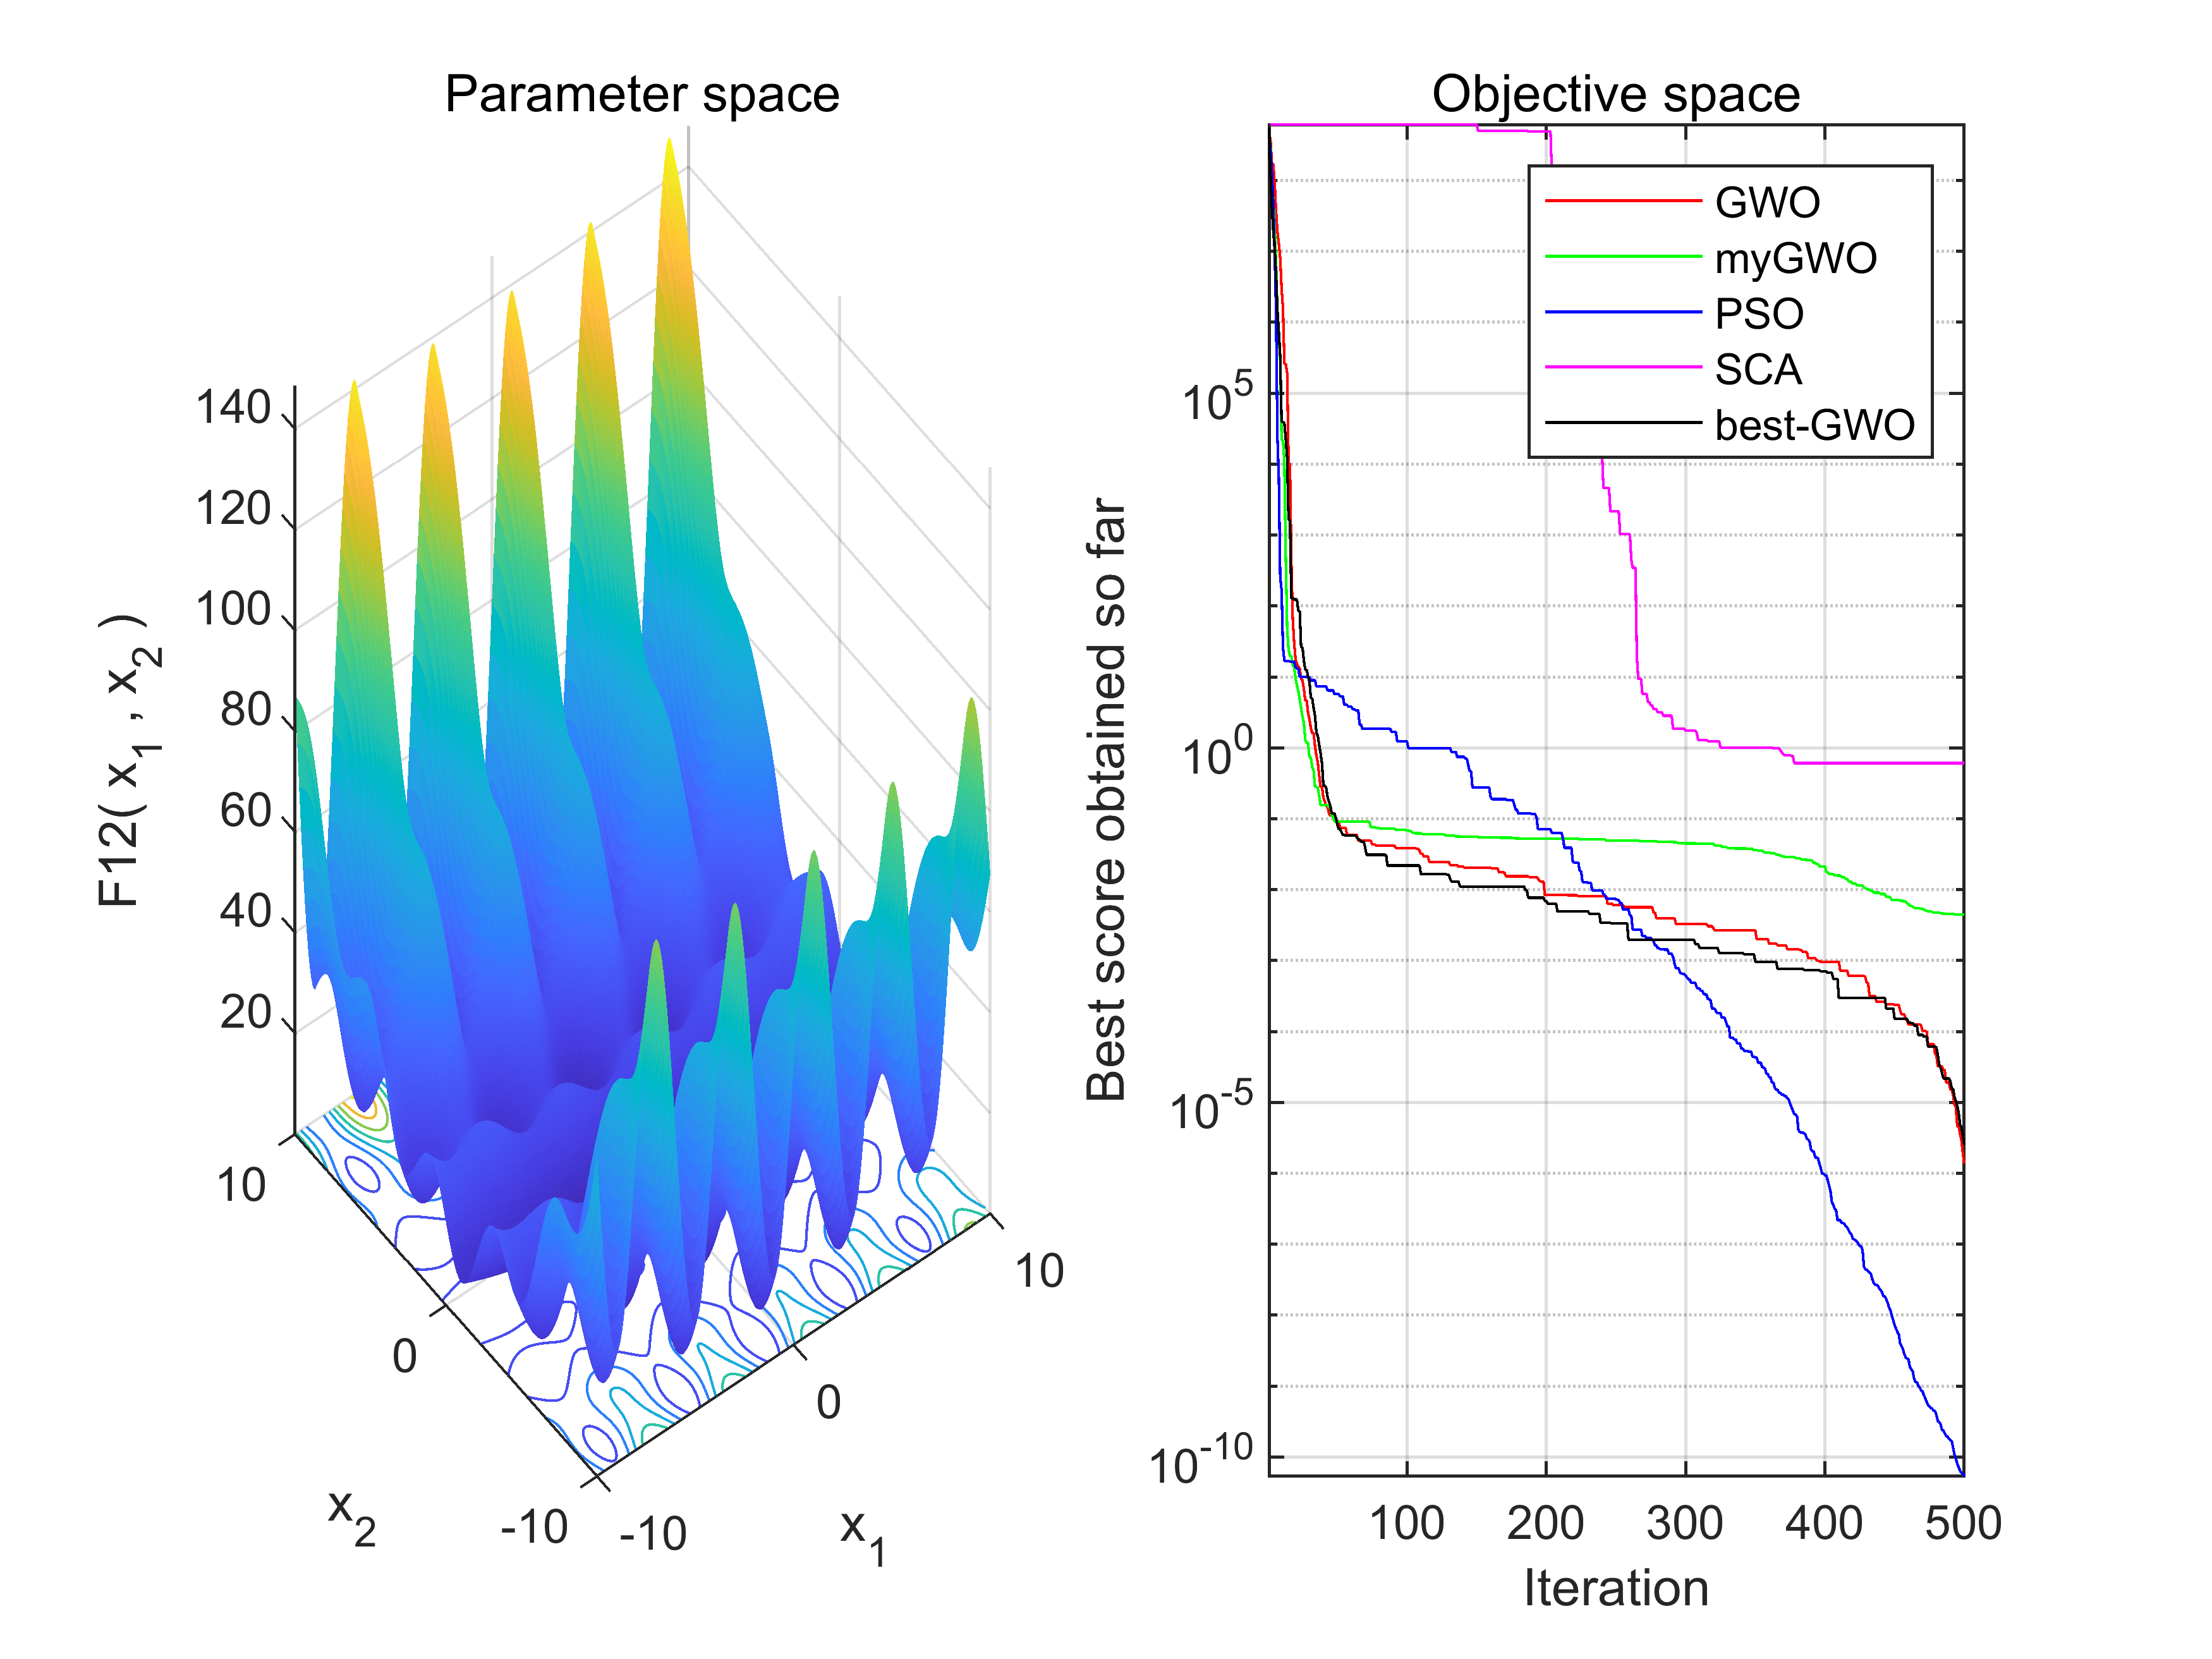 Parameter space
F12( x1 , x2 )
140
120
100
80
60
40
20
10
0
-10
x2
-10
0
10
x1
Objective space
Best score obtained so far
10^5
10^0
10^-5
10^-10
100 200 300 400 500
Iteration
GWO
myGWO
PSO
SCA
best-GWO